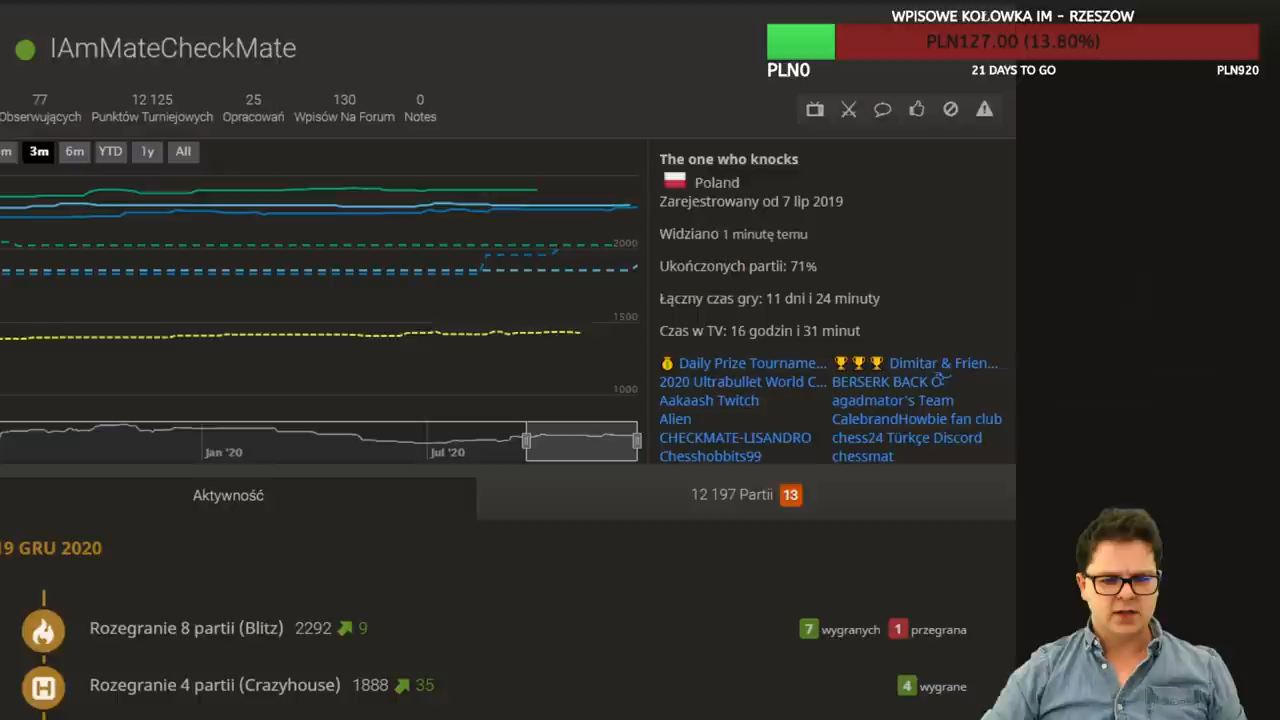 WPISOWE KOŁÓWKA IM - RZESZÓW
PLN127.00 (13.80%)
PLN0
21 DAYS TO GO
PLN920
IAmMateCheckMate
77
Obserwujących
12 125
Punktów Turniejowych
25
Opracowań
130
Wpisów Na Forum
0
Notes
m
3m
6m
YTD
1y
All
2000
1500
1000
Jan '20
Jul '20
The one who knocks
Poland
Zarejestrowany od 7 lip 2019
Widziano 1 minutę temu
Ukończonych partii: 71%
Łączny czas gry: 11 dni i 24 minuty
Czas w TV: 16 godzin i 31 minut
Daily Prize Tourname...
Dimitar & Frien...
2020 Ultrabullet World C...
BERSERK BACK
Aakaash Twitch
agadmator's Team
Alien
CalebrandHowbie fan club
CHECKMATE-LISANDRO
chess24 Türkçe Discord
Chesshobbits99
chessmat
Aktywność
12 197 Partii 13
19 GRU 2020
Rozegranie 8 partii (Blitz) 2292 9
7 wygranych 1 przegrana
H
Rozegranie 4 partii (Crazyhouse) 1888 35
4 wygrane